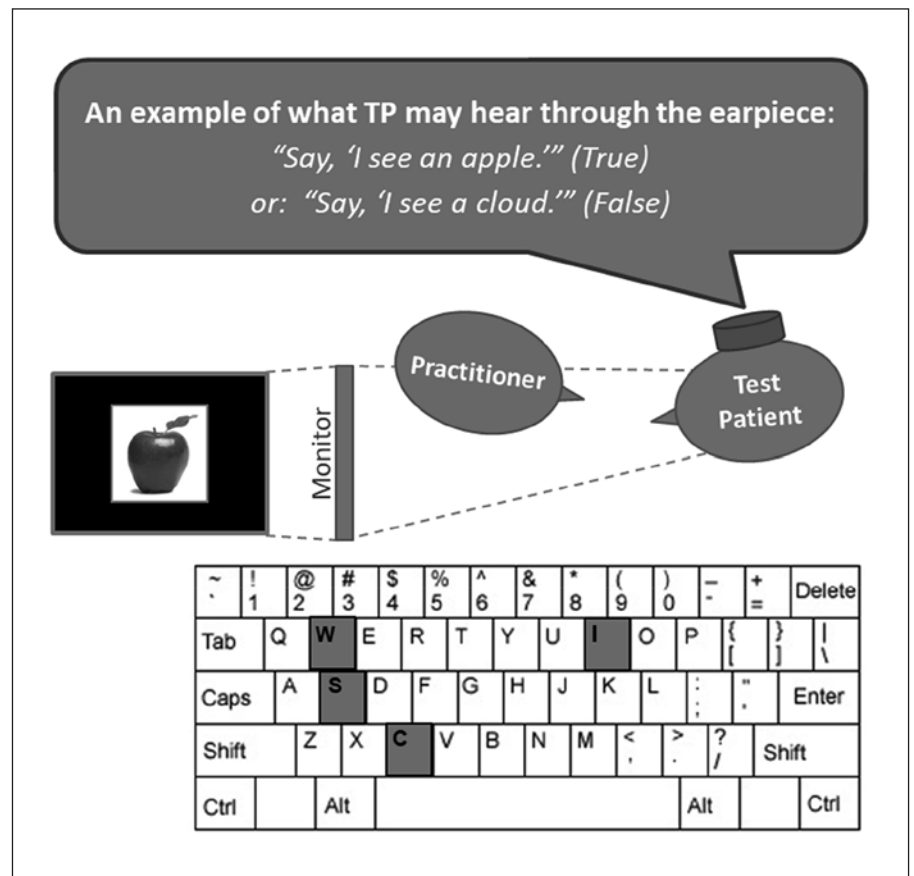 An example of what TP may hear through the earpiece:
“Say, ‘I see an apple.’” (True)
or: “Say, ‘I see a cloud.’” (False)
Practitioner
Test
Patient
Monitor
~ ! @ # $ % ^ & * ( ) – +
` 1 2 3 4 5 6 7 8 9 0 - = Delete
Tab Q W E R T Y U I O P { } |
[ ] \
Caps A S D F G H J K L : " Enter
; '
Shift Z X C V B N M < > ? Shift
, . /
Ctrl Alt Alt Ctrl